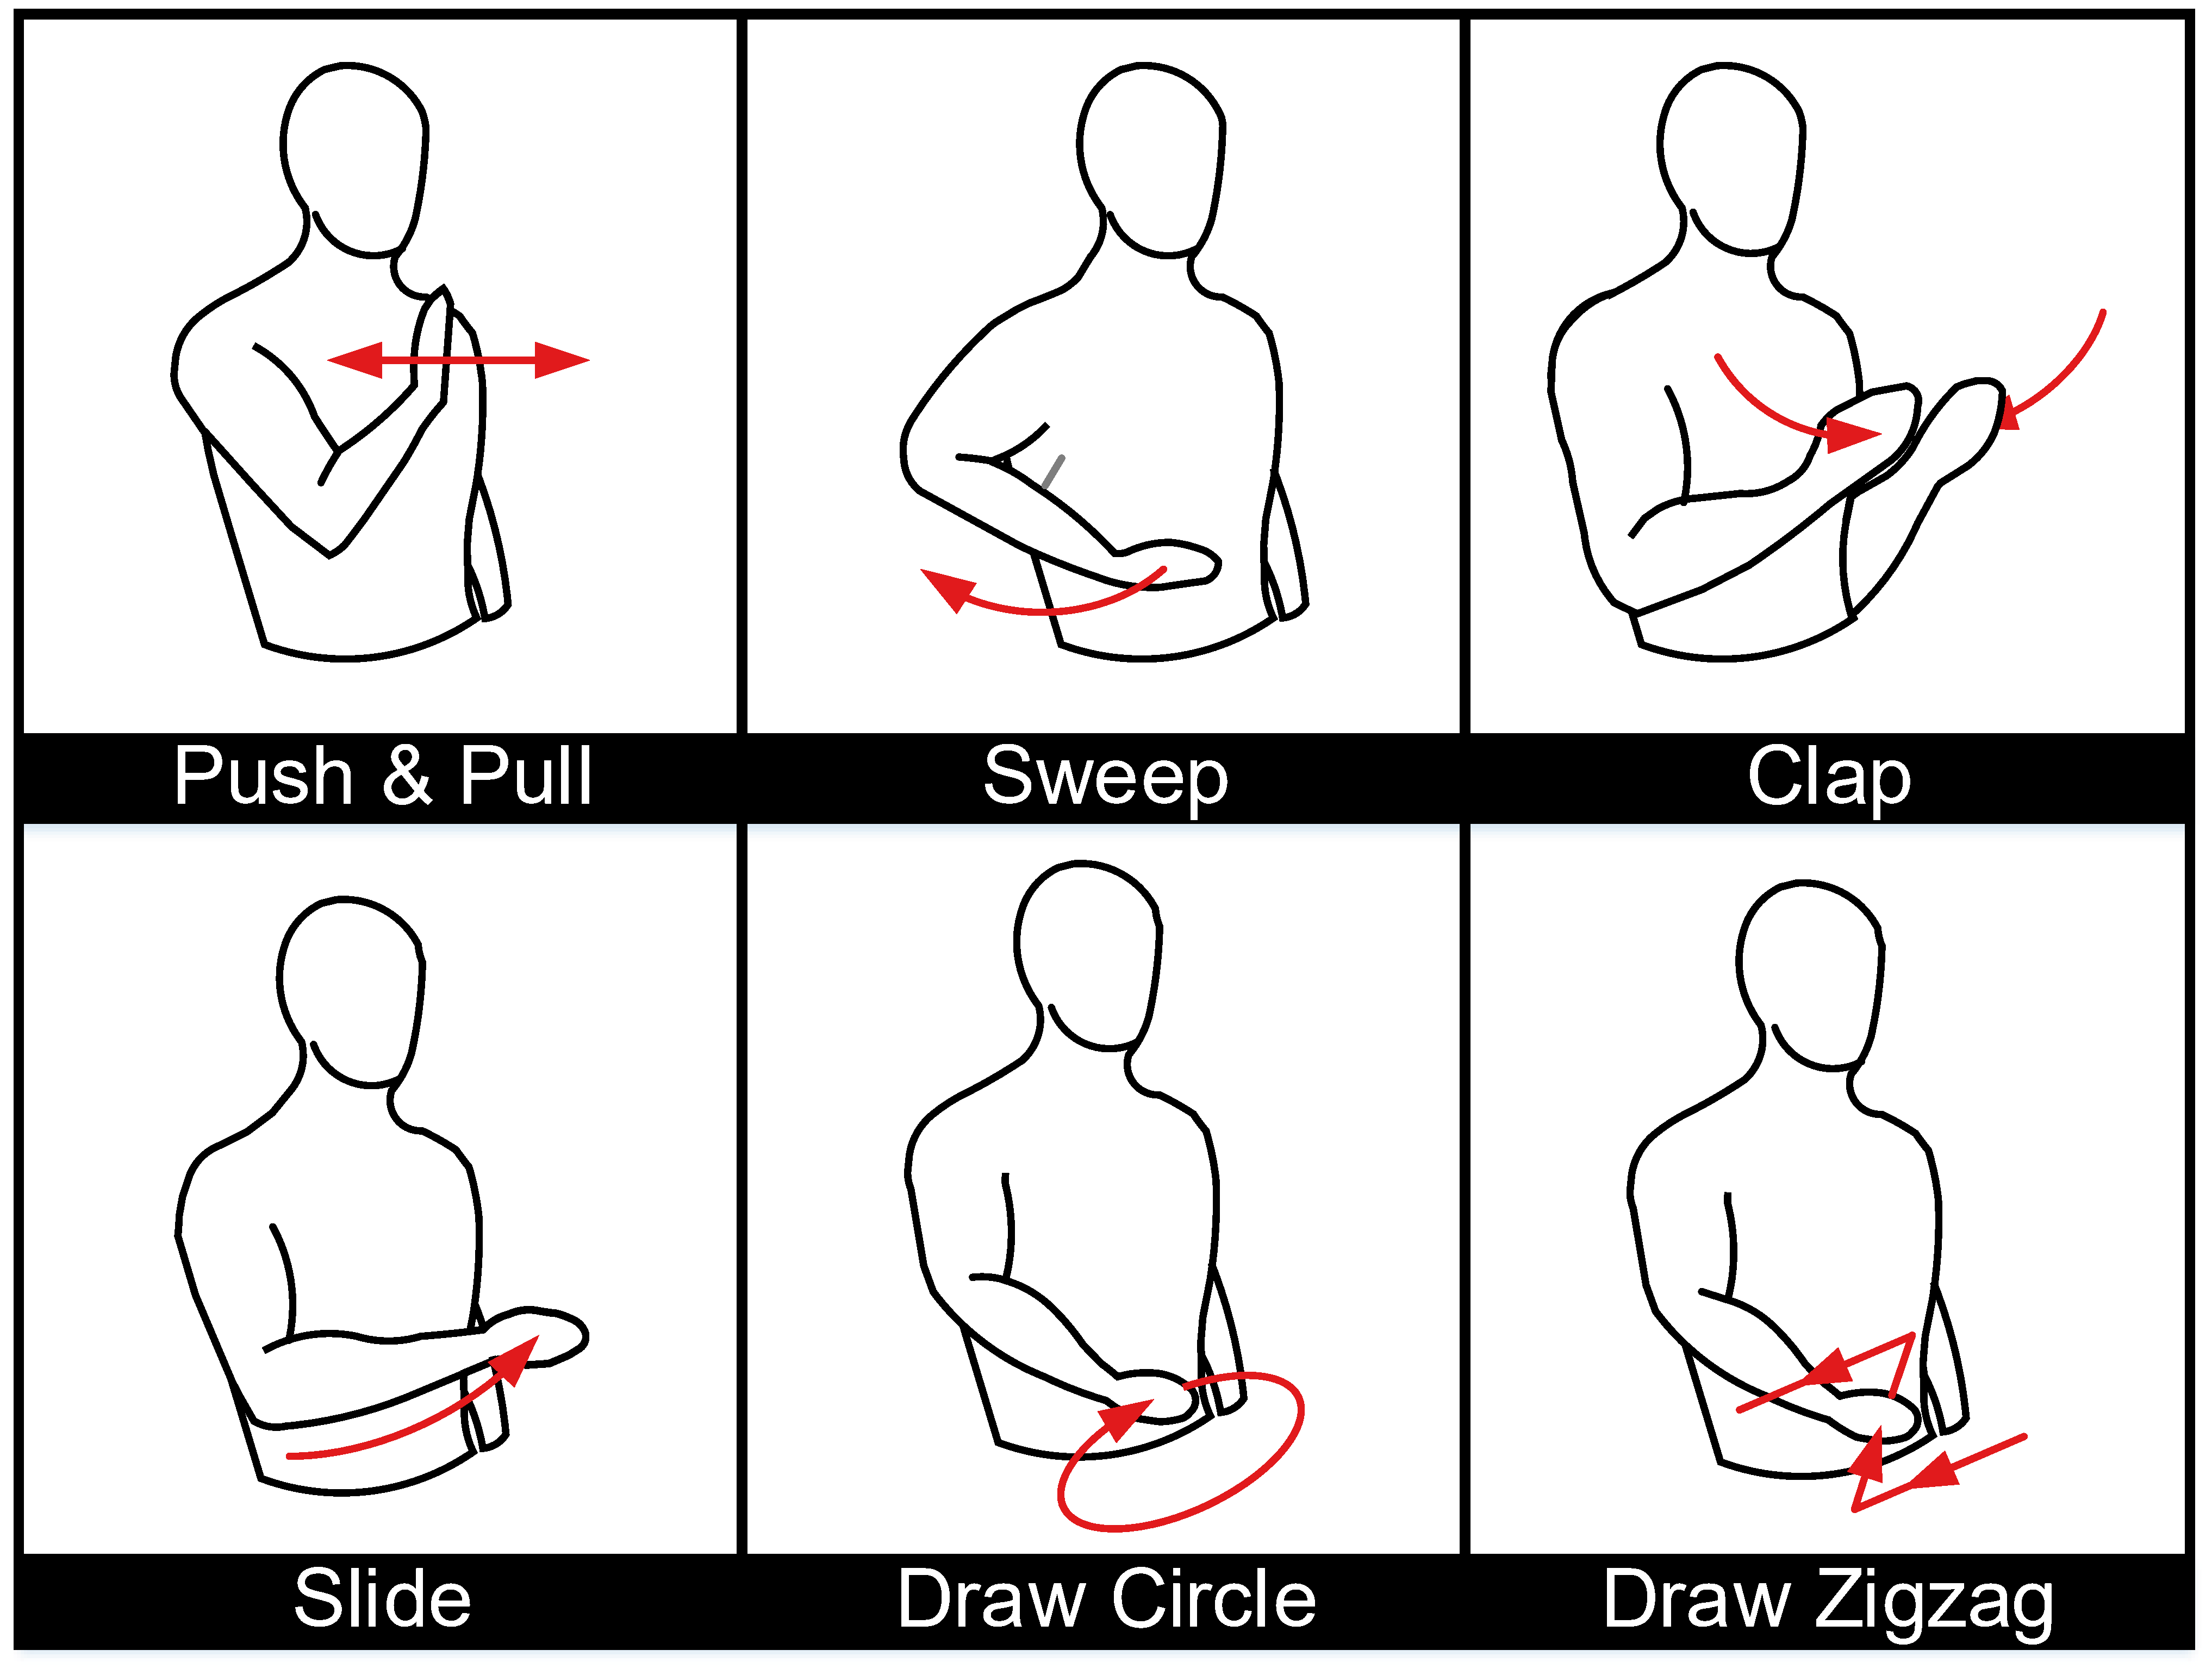 Push & Pull
Sweep
Clap
Slide
Draw Circle
Draw Zigzag